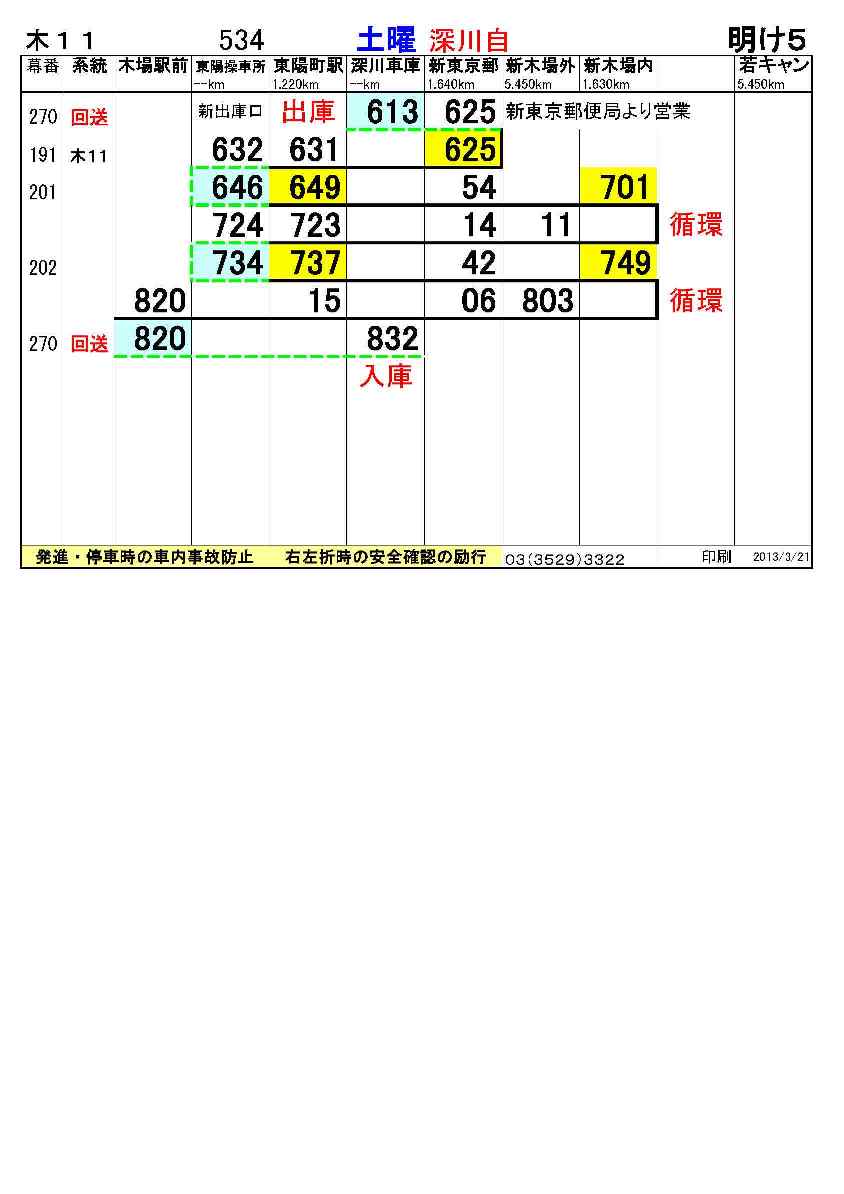 木１１ 534 土曜 深川自 明け５
幕番 系統 木場駅前 東陽操車所 東陽町駅 深川車庫 新東京郵 新木場外 新木場内 若キャン
--km 1.220km --km 1.640km 5.450km 1.630km 5.450km
270 回送 新出庫口 出庫 613 625 新東京郵便局より営業
191 木11 632 631 625
201 646 649 54 701
724 723 14 11 循環
202 734 737 42 749
820 15 06 803 循環
270 回送 820 832
入庫
発進・停車時の車内事故防止 右左折時の安全確認の励行 03(3529)3322 印刷 2013/3/21